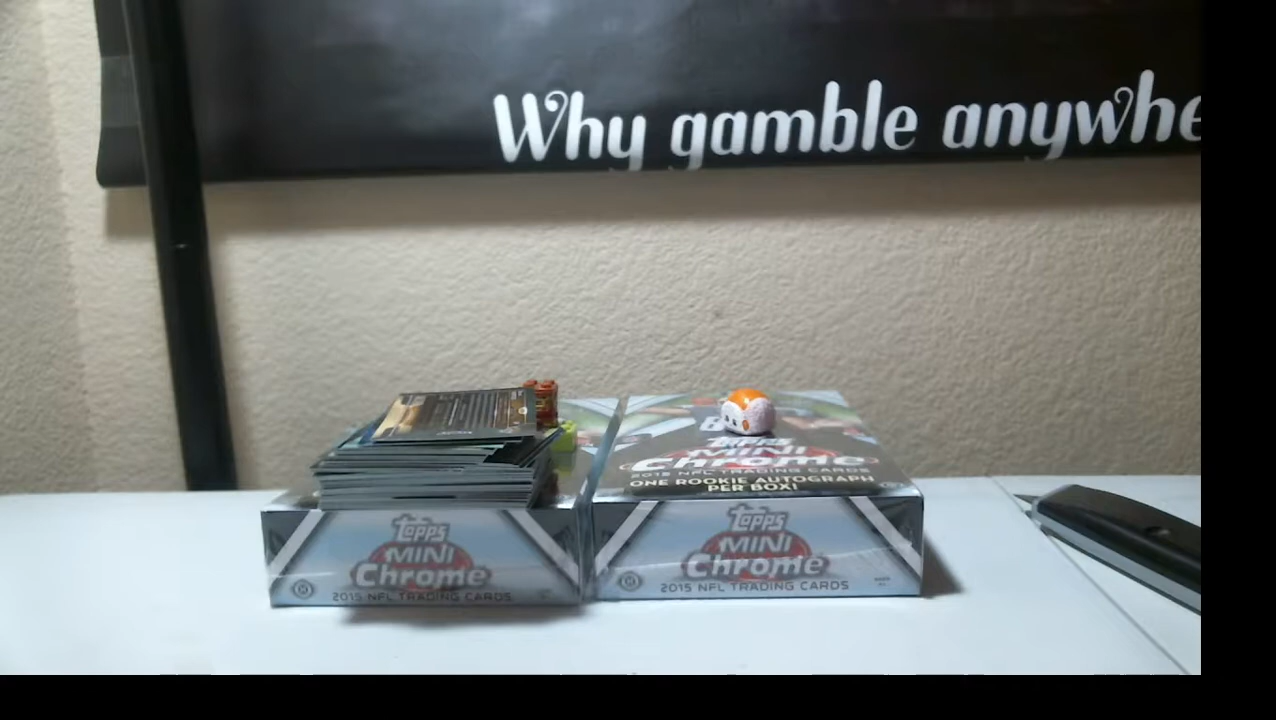 Why gamble anywhe
Topps
MINI
Chrome
2015 NFL TRADING CARDS
ONE ROOKIE AUTOGRAPH
PER BOX!
Topps
MINI
Chrome
2015 NFL TRADING CARDS
Topps
MINI
Chrome
2015 NFL TRADING CARDS